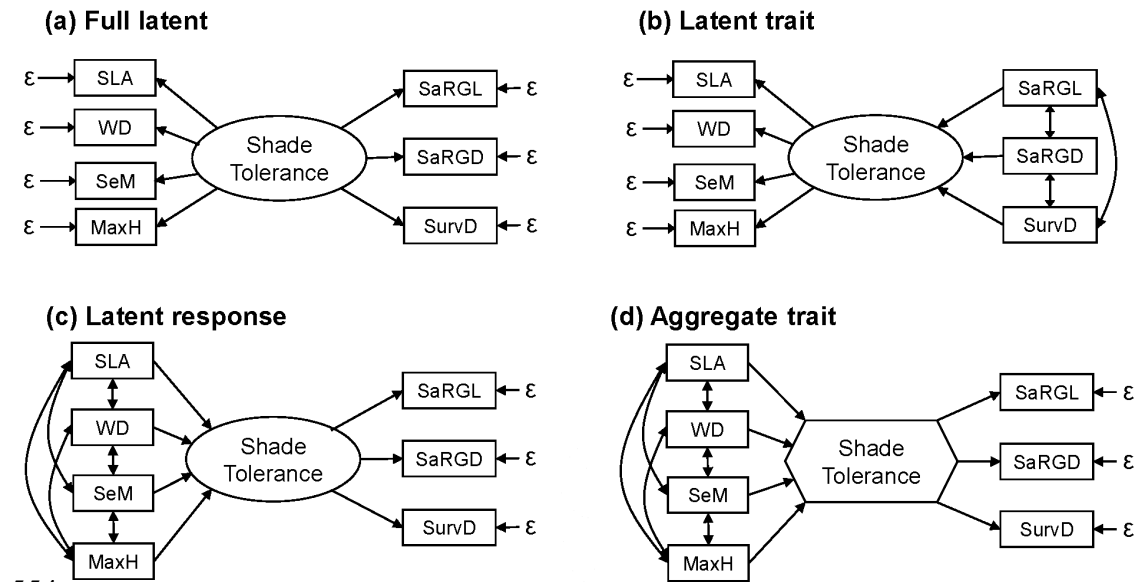 (a) Full latent
ε SLA
ε WD
ε SeM
ε MaxH
Shade
Tolerance
SaRGL ε
SaRGD ε
SurvD ε
(b) Latent trait
ε SLA
ε WD
ε SeM
ε MaxH
Shade
Tolerance
SaRGL
SaRGD
SurvD
(c) Latent response
SLA
WD
SeM
MaxH
Shade
Tolerance
SaRGL ε
SaRGD ε
SurvD ε
(d) Aggregate trait
SLA
WD
SeM
MaxH
Shade
Tolerance
SaRGL ε
SaRGD ε
SurvD ε